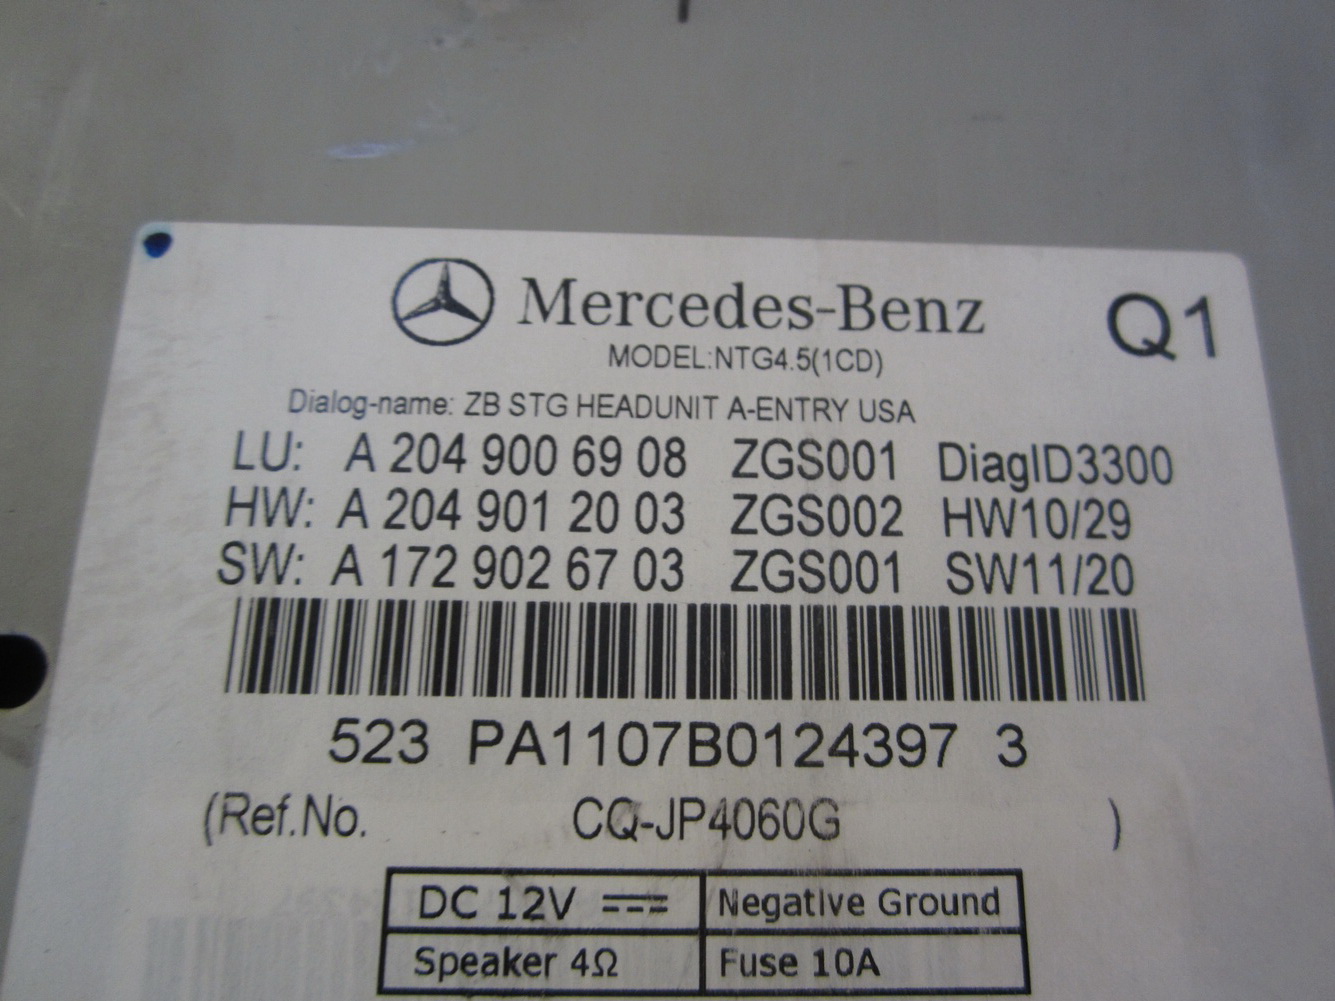 Mercedes-Benz
Q1
MODEL:NTG4.5(1CD)
Dialog-name: ZB STG HEADUNIT A-ENTRY USA
LU: A 204 900 69 08 ZGS001 DiagID3300
HW: A 204 901 20 03 ZGS002 HW10/29
SW: A 172 902 67 03 ZGS001 SW11/20
523 PA1107B0124397 3
(Ref.No. CQ-JP4060G )
DC 12V Negative Ground
Speaker 4Ω Fuse 10A